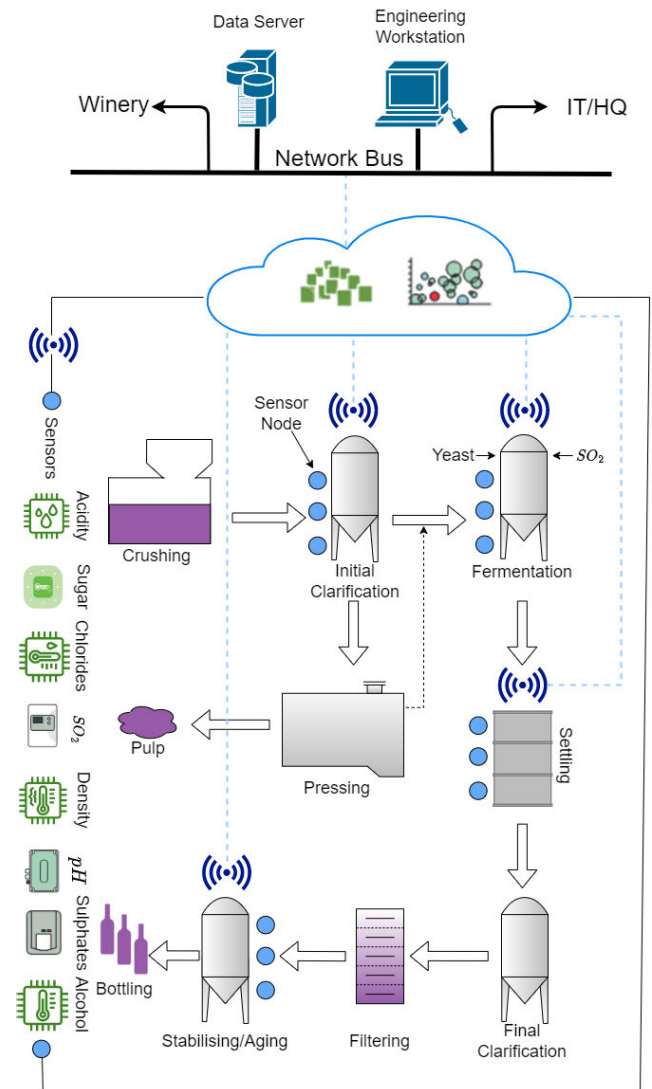 Data Server
Engineering
Workstation
Winery
IT/HQ
Network Bus
Sensor
Node
Sensors
Yeast
SO₂
Crushing
Initial
Clarification
Fermentation
Acidity
Sugar
Chlorides
SO₂
Density
pH
Sulphates
Alcohol
Pulp
Pressing
Settling
Bottling
Stabilising/Aging
Filtering
Final
Clarification